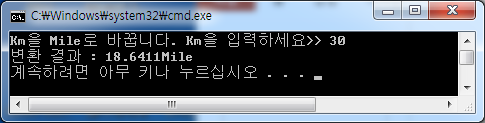 C:\Windows\system32\cmd.exe
Km을 Mile로 바꿉니다. Km을 입력하세요>> 30
변환 결과 : 18.6411Mile
계속하려면 아무 키나 누르십시오 . . .